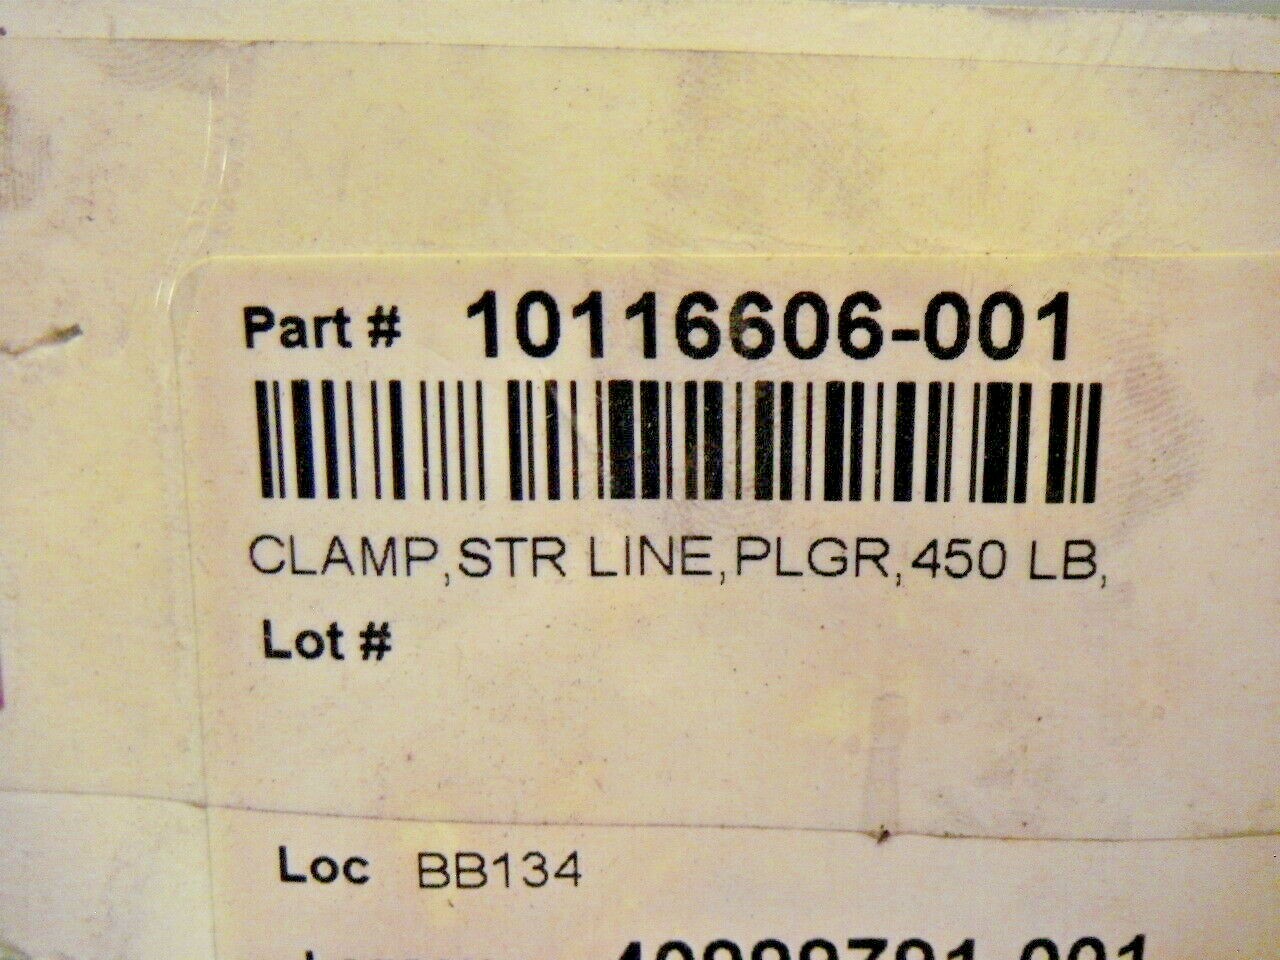 Part # 10116606-001
CLAMP,STR LINE,PLGR,450 LB,
Lot #
Loc BB134